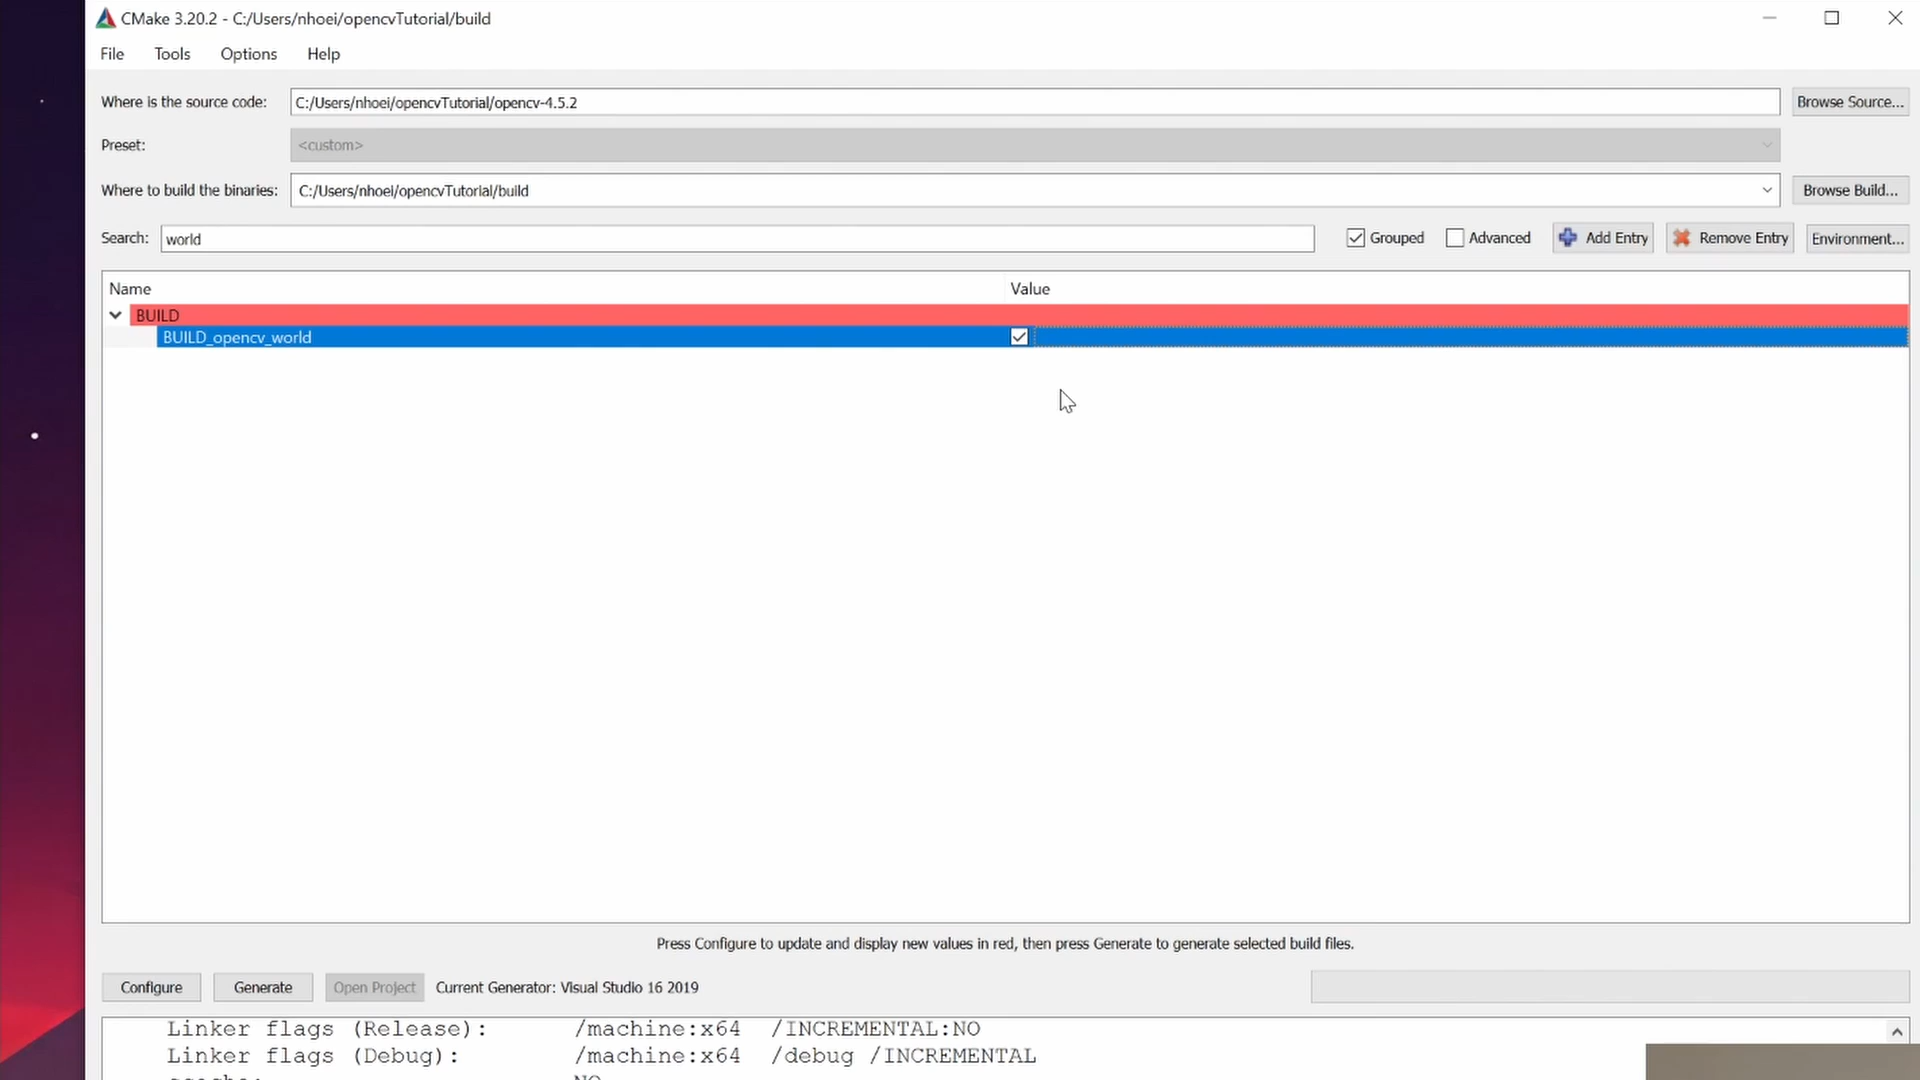 CMake 3.20.2 - C:/Users/nhoei/opencvTutorial/build
File Tools Options Help
Where is the source code: C:/Users/nhoei/opencvTutorial/opencv-4.5.2 Browse Source...
Preset: <custom>
Where to build the binaries: C:/Users/nhoei/opencvTutorial/build Browse Build...
Search: world Grouped Advanced Add Entry Remove Entry Environment...
Name Value
BUILD
BUILD_opencv_world
Press Configure to update and display new values in red, then press Generate to generate selected build files.
Configure Generate Open Project Current Generator: Visual Studio 16 2019
Linker flags (Release): /machine:x64 /INCREMENTAL:NO
Linker flags (Debug): /machine:x64 /debug /INCREMENTAL